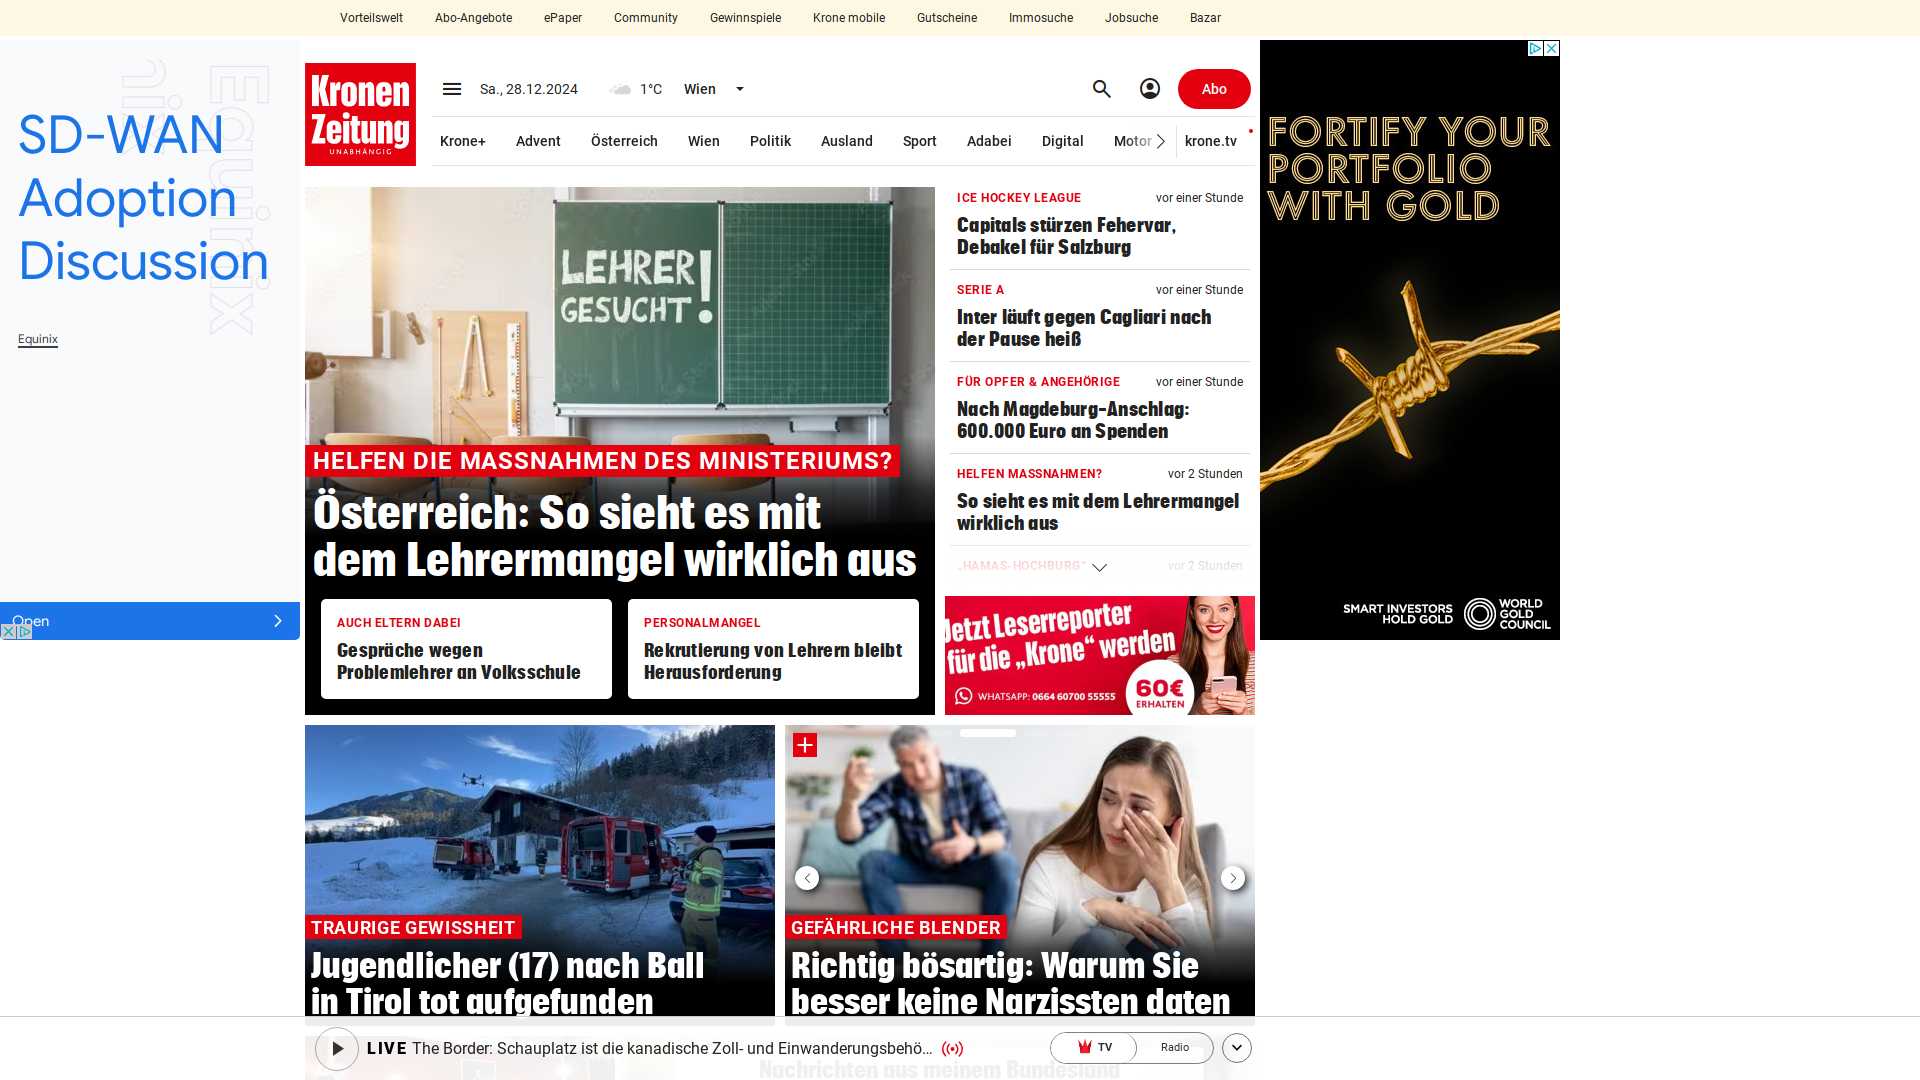 Vorteilswelt
Abo-Angebote
ePaper
Community
Gewinnspiele
Krone mobile
Gutscheine
Immosuche
Jobsuche
Bazar
Equinix
SD-WAN
Adoption
Discussion
Equinix
Open
Kronen
Zeitung
UNABHÄNGIG
Sa., 28.12.2024
1°C
Wien
Abo
Krone+
Advent
Österreich
Wien
Politik
Ausland
Sport
Adabei
Digital
Motor
krone.tv
LEHRER
GESUCHT!
HELFEN DIE MASSNAHMEN DES MINISTERIUMS?
Österreich: So sieht es mit
dem Lehrermangel wirklich aus
AUCH ELTERN DABEI
Gespräche wegen
Problemlehrer an Volksschule
PERSONALMANGEL
Rekrutierung von Lehrern bleibt
Herausforderung
ICE HOCKEY LEAGUE
vor einer Stunde
Capitals stürzen Fehervar,
Debakel für Salzburg
SERIE A
vor einer Stunde
Inter läuft gegen Cagliari nach
der Pause heiß
FÜR OPFER & ANGEHÖRIGE
vor einer Stunde
Nach Magdeburg-Anschlag:
600.000 Euro an Spenden
HELFEN MASSNAHMEN?
vor 2 Stunden
So sieht es mit dem Lehrermangel
wirklich aus
„HAMAS-HOCHBURG“
vor 2 Stunden
Jetzt Leserreporter
für die „Krone“ werden
WHATSAPP: 0664 60700 55555
60€
ERHALTEN
FORTIFY YOUR
PORTFOLIO
WITH GOLD
SMART INVESTORS
HOLD GOLD
WORLD
GOLD
COUNCIL
TRAURIGE GEWISSHEIT
Jugendlicher (17) nach Ball
in Tirol tot aufgefunden
GEFÄHRLICHE BLENDER
Richtig bösartig: Warum Sie
besser keine Narzissten daten
LIVE The Border: Schauplatz ist die kanadische Zoll- und Einwanderungsbehö...
TV
Radio
Nachrichten aus meinem Bundesland